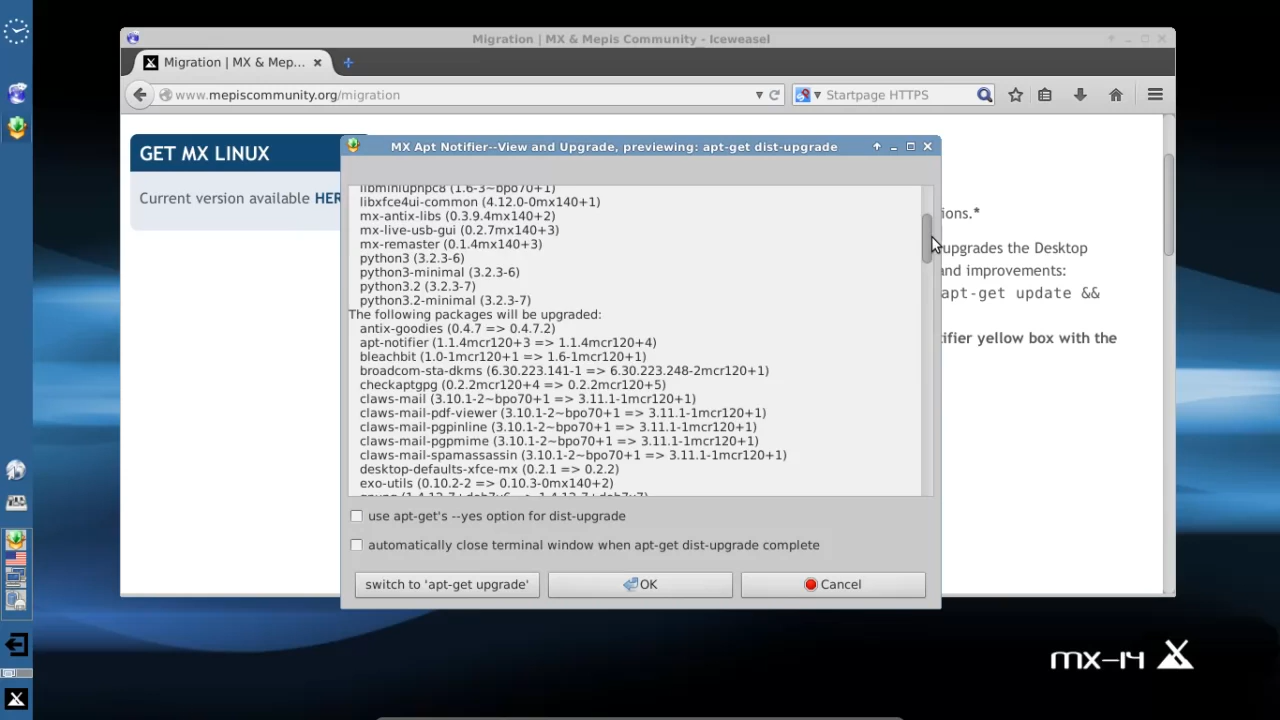 Migration | MX & Mepis Community - Iceweasel
Migration | MX & Mep...
www.mepiscommunity.org/migration
Startpage HTTPS
GET MX LINUX
Current version available HER
ions.*
upgrades the Desktop
and improvements:
apt-get update &&
ifier yellow box with the
MX Apt Notifier--View and Upgrade, previewing: apt-get dist-upgrade
libminiupnpc8 (1.6-3~bpo70+1)
libxfce4ui-common (4.12.0-0mx140+1)
mx-antix-libs (0.3.9.4mx140+2)
mx-live-usb-gui (0.2.7mx140+3)
mx-remaster (0.1.4mx140+3)
python3 (3.2.3-6)
python3-minimal (3.2.3-6)
python3.2 (3.2.3-7)
python3.2-minimal (3.2.3-7)
The following packages will be upgraded:
antix-goodies (0.4.7 => 0.4.7.2)
apt-notifier (1.1.4mcr120+3 => 1.1.4mcr120+4)
bleachbit (1.0-1mcr120+1 => 1.6-1mcr120+1)
broadcom-sta-dkms (6.30.223.141-1 => 6.30.223.248-2mcr120+1)
checkaptgpg (0.2.2mcr120+4 => 0.2.2mcr120+5)
claws-mail (3.10.1-2~bpo70+1 => 3.11.1-1mcr120+1)
claws-mail-pdf-viewer (3.10.1-2~bpo70+1 => 3.11.1-1mcr120+1)
claws-mail-pgpinline (3.10.1-2~bpo70+1 => 3.11.1-1mcr120+1)
claws-mail-pgpmime (3.10.1-2~bpo70+1 => 3.11.1-1mcr120+1)
claws-mail-spamassassin (3.10.1-2~bpo70+1 => 3.11.1-1mcr120+1)
desktop-defaults-xfce-mx (0.2.1 => 0.2.2)
exo-utils (0.10.2-2 => 0.10.3-0mx140+2)
use apt-get's --yes option for dist-upgrade
automatically close terminal window when apt-get dist-upgrade complete
switch to 'apt-get upgrade'
OK
Cancel
mx-14